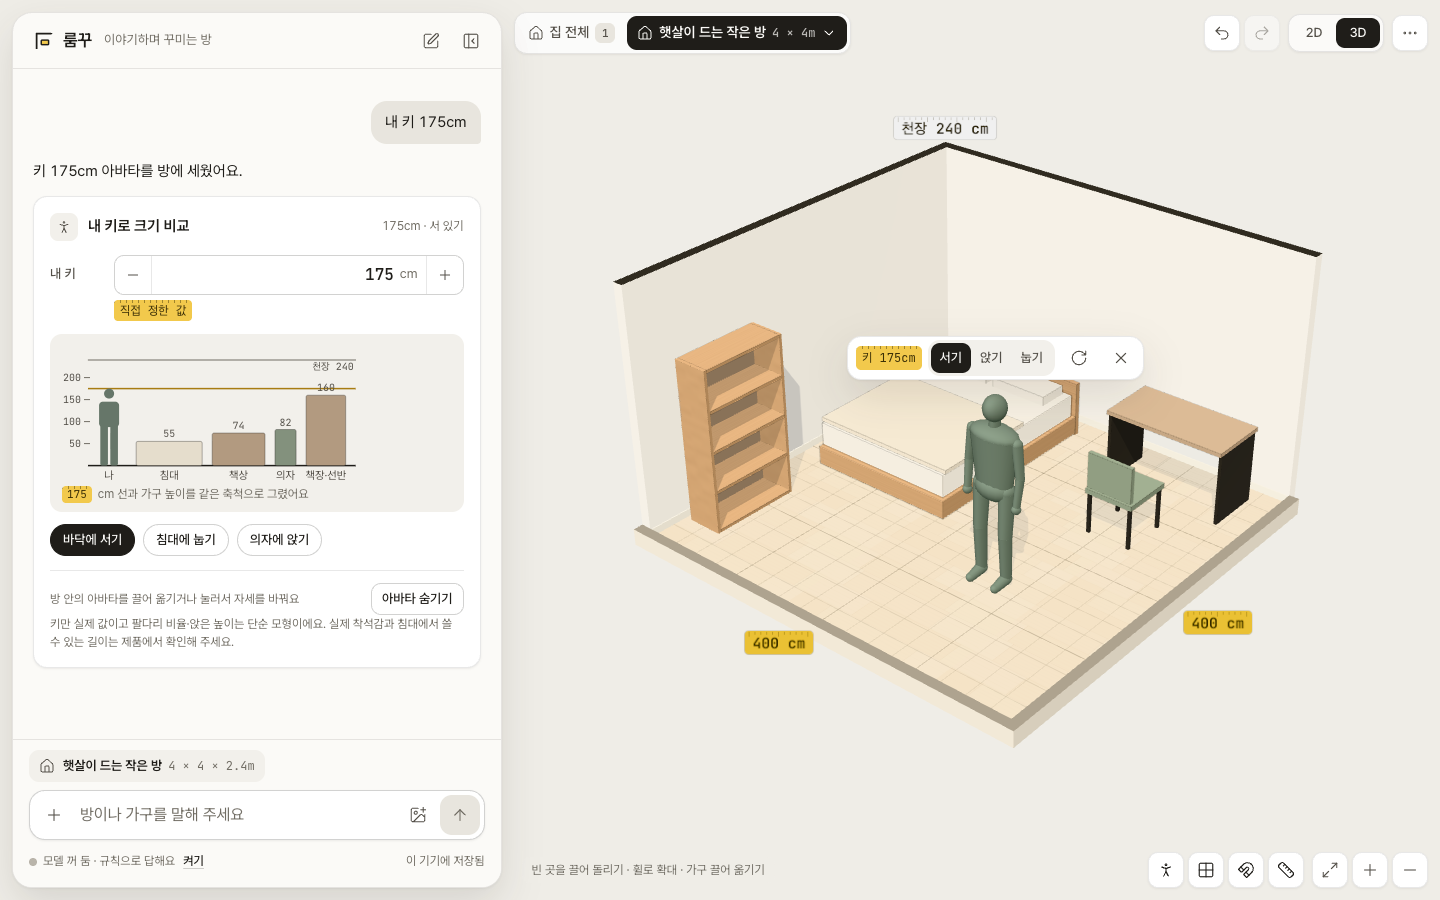 룸꾸 이야기하며 꾸미는 방
집 전체 1
햇살이 드는 작은 방 4 × 4m
2D 3D
내 키 175cm
키 175cm 아바타를 방에 세웠어요.
내 키로 크기 비교 175cm · 서 있기
내 키 175 cm
직접 정한 값
천장 240
200
150
100
50
160
55
74
82
나 침대 책상 의자 책장·선반
175 cm 선과 가구 높이를 같은 축척으로 그렸어요
바닥에 서기 침대에 눕기 의자에 앉기
방 안의 아바타를 끌어 옮기거나 눌러서 자세를 바꿔요 아바타 숨기기
키만 실제 값이고 팔다리 비율·앉은 높이는 단순 모형이에요. 실제 착석감과 침대에서 쓸
수 있는 길이는 제품에서 확인해 주세요.
햇살이 드는 작은 방 4 × 4 × 2.4m
방이나 가구를 말해 주세요
모델 꺼 둠 · 규칙으로 답해요 켜기 이 기기에 저장됨
천장 240 cm
키 175cm 서기 앉기 눕기
400 cm
400 cm
빈 곳을 끌어 돌리기 · 휠로 확대 · 가구 끌어 옮기기